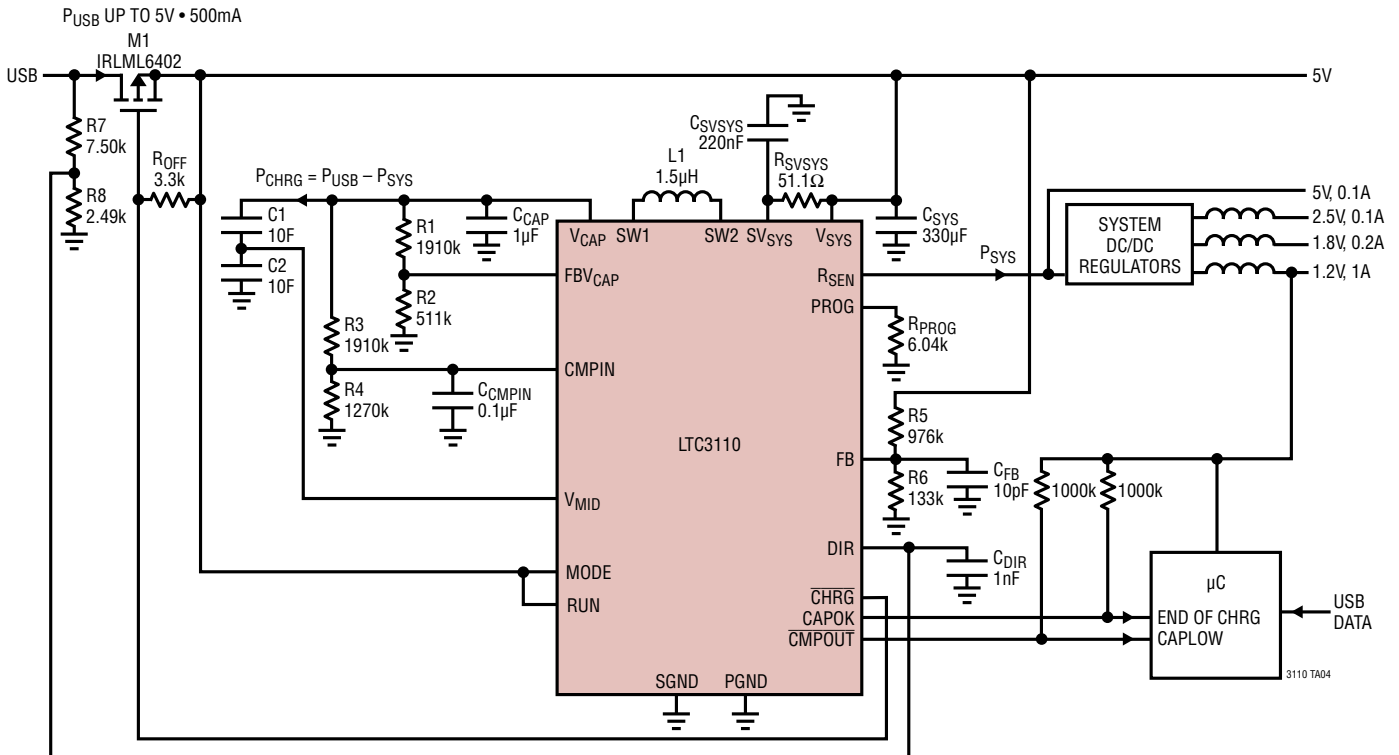 P_USB UP TO 5V • 500mA
M1
IRLML6402
USB
5V
R7
7.50k
R8
2.49k
R_OFF
3.3k
P_CHRG = P_USB – P_SYS
C1
10F
C2
10F
R1
1910k
R2
511k
R3
1910k
R4
1270k
C_CAP
1µF
C_CMPIN
0.1µF
L1
1.5µH
C_SVSYS
220nF
R_SVSYS
51.1Ω
C_SYS
330µF
V_CAP SW1 SW2 SV_SYS V_SYS
FBV_CAP
CMPIN
V_MID
MODE
RUN
LTC3110
SGND PGND
R_SEN
PROG
FB
DIR
CHRG
CAPOK
CMPOUT
P_SYS
R_PROG
6.04k
R5
976k
R6
133k
C_FB
10pF
C_DIR
1nF
1000k
1000k
SYSTEM
DC/DC
REGULATORS
5V, 0.1A
2.5V, 0.1A
1.8V, 0.2A
1.2V, 1A
µC
END OF CHRG
CAPLOW
USB
DATA
3110 TA04